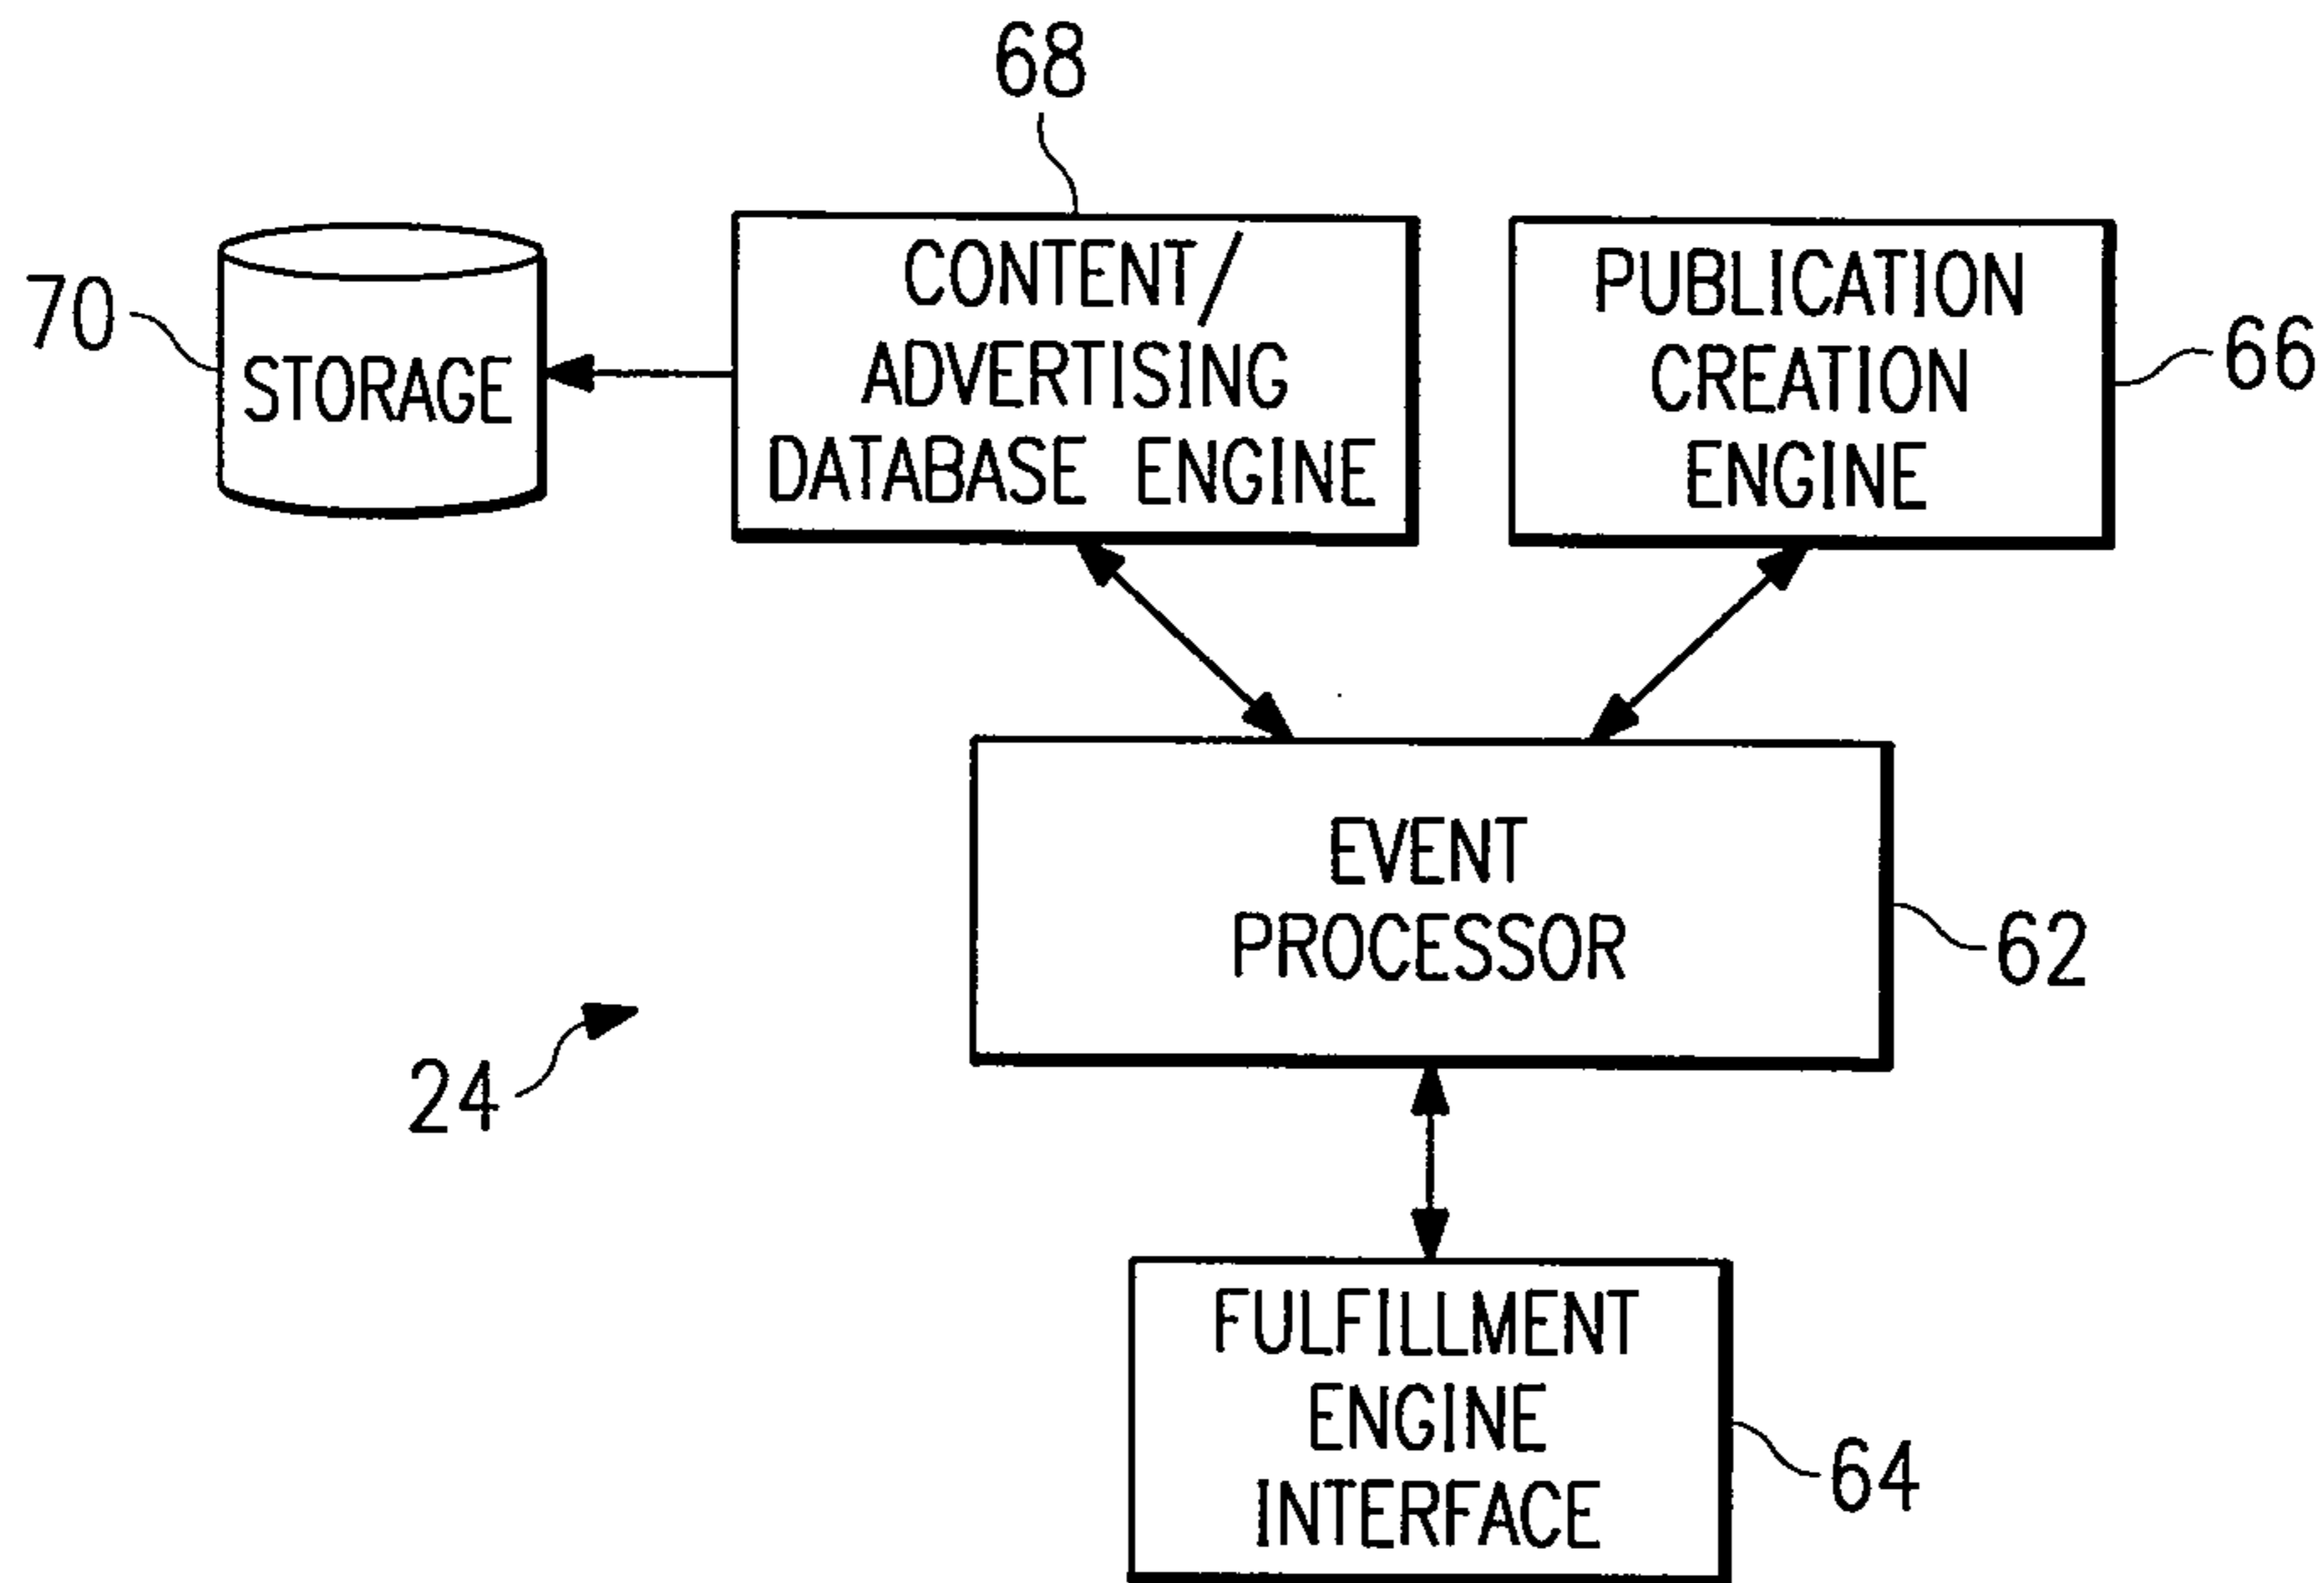 68
CONTENT/
ADVERTISING
DATABASE ENGINE
PUBLICATION
CREATION
ENGINE
66
70
STORAGE
EVENT
PROCESSOR
62
24
FULFILLMENT
ENGINE
INTERFACE
64